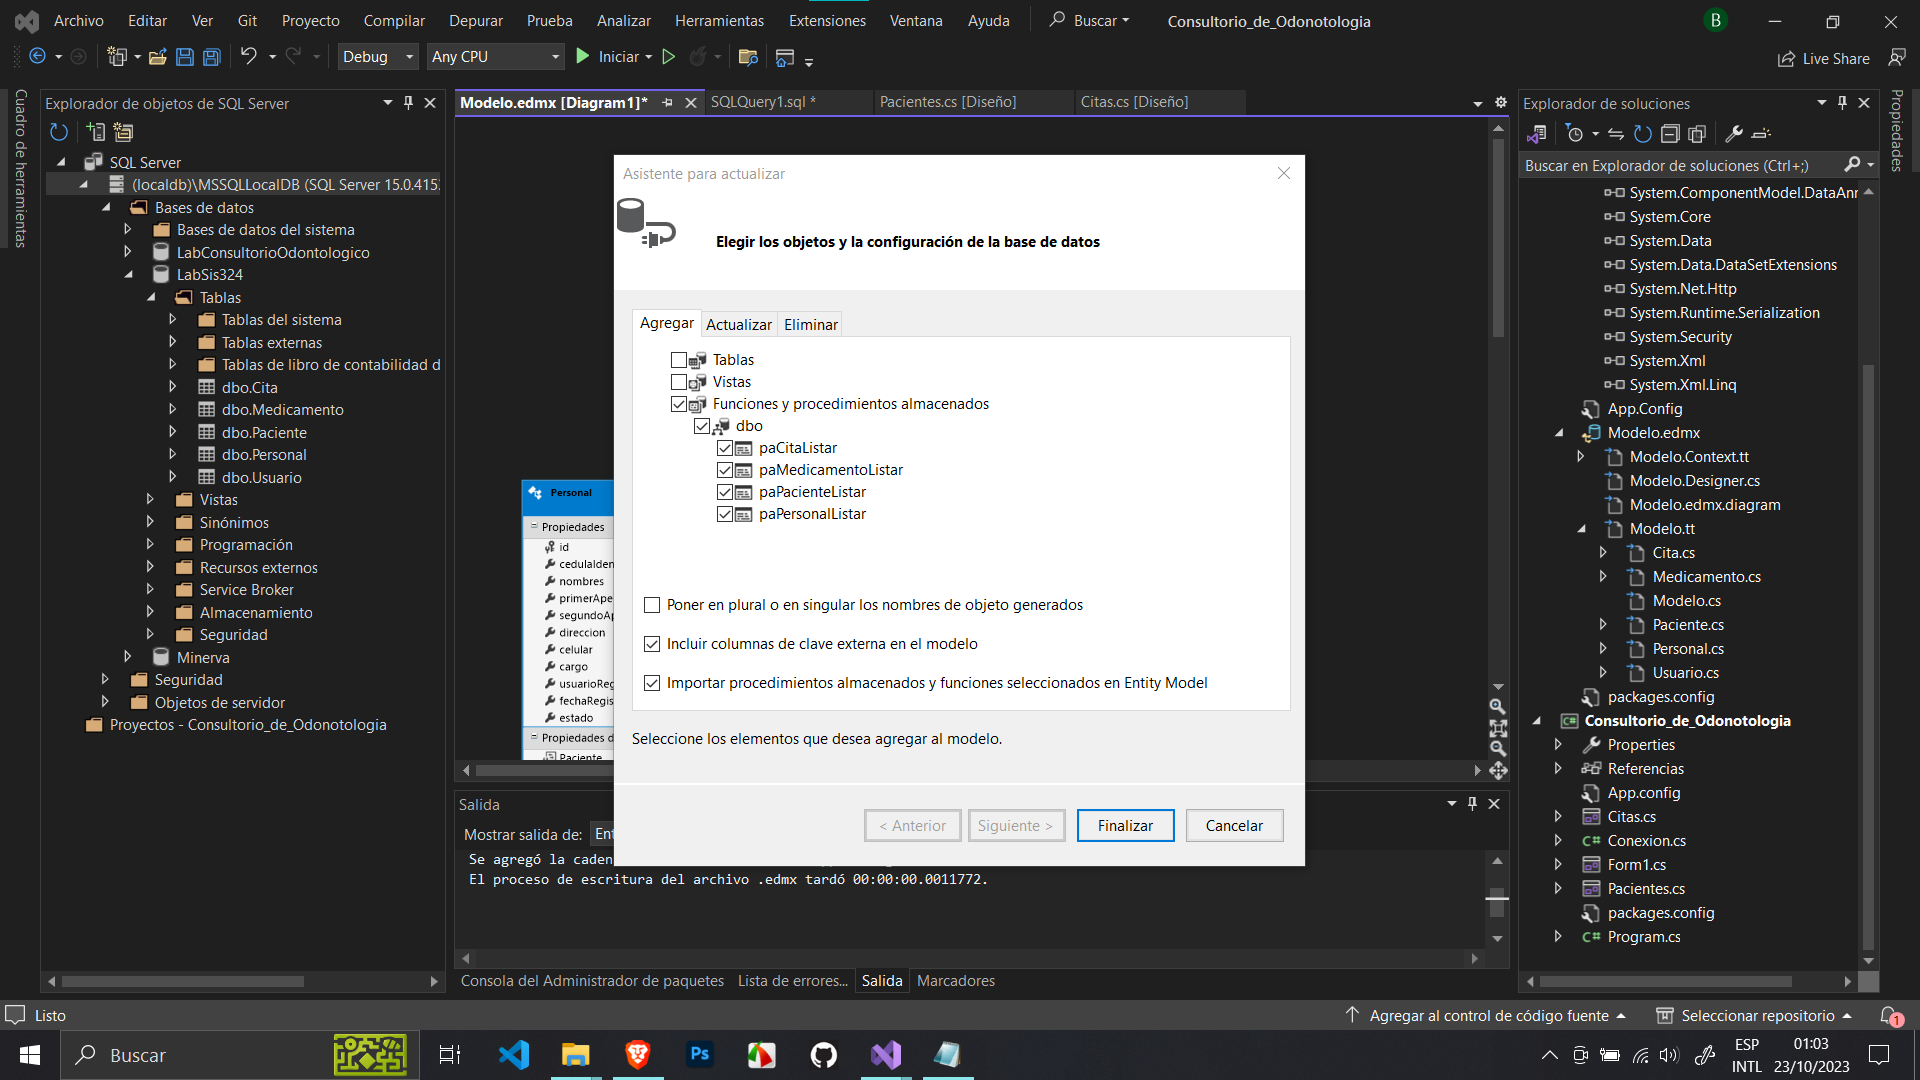 Archivo Editar Ver Git Proyecto Compilar Depurar Prueba Analizar Herramientas Extensiones Ventana Ayuda Buscar Consultorio_de_Odonotologia B
Debug Any CPU Iniciar Live Share
Cuadro de herramientas
Explorador de objetos de SQL Server
SQL Server
(localdb)\MSSQLLocalDB (SQL Server 15.0.415
Bases de datos
Bases de datos del sistema
LabConsultorioOdontologico
LabSis324
Tablas
Tablas del sistema
Tablas externas
Tablas de libro de contabilidad d
dbo.Cita
dbo.Medicamento
dbo.Paciente
dbo.Personal
dbo.Usuario
Vistas
Sinónimos
Programación
Recursos externos
Service Broker
Almacenamiento
Seguridad
Minerva
Seguridad
Objetos de servidor
Proyectos - Consultorio_de_Odonotologia
Modelo.edmx [Diagram1]* SQLQuery1.sql * Pacientes.cs [Diseño] Citas.cs [Diseño]
Personal
Propiedades
id
cedulaIden
nombres
primerApe
segundoAp
direccion
celular
cargo
usuarioReg
fechaRegis
estado
Propiedades d
Paciente
Asistente para actualizar
Elegir los objetos y la configuración de la base de datos
Agregar Actualizar Eliminar
Tablas
Vistas
Funciones y procedimientos almacenados
dbo
paCitaListar
paMedicamentoListar
paPacienteListar
paPersonalListar
Poner en plural o en singular los nombres de objeto generados
Incluir columnas de clave externa en el modelo
Importar procedimientos almacenados y funciones seleccionados en Entity Model
Seleccione los elementos que desea agregar al modelo.
< Anterior Siguiente > Finalizar Cancelar
Salida
Mostrar salida de: Ent
Se agregó la caden
El proceso de escritura del archivo .edmx tardó 00:00:00.0011772.
Consola del Administrador de paquetes Lista de errores... Salida Marcadores
Explorador de soluciones
Buscar en Explorador de soluciones (Ctrl+;)
System.ComponentModel.DataAnn
System.Core
System.Data
System.Data.DataSetExtensions
System.Net.Http
System.Runtime.Serialization
System.Security
System.Xml
System.Xml.Linq
App.Config
Modelo.edmx
Modelo.Context.tt
Modelo.Designer.cs
Modelo.edmx.diagram
Modelo.tt
Cita.cs
Medicamento.cs
Modelo.cs
Paciente.cs
Personal.cs
Usuario.cs
packages.config
C# Consultorio_de_Odonotologia
Properties
Referencias
App.config
Citas.cs
C# Conexion.cs
Form1.cs
Pacientes.cs
packages.config
C# Program.cs
Propiedades
Listo Agregar al control de código fuente Seleccionar repositorio 1
Buscar Ps ESP 01:03
INTL 23/10/2023